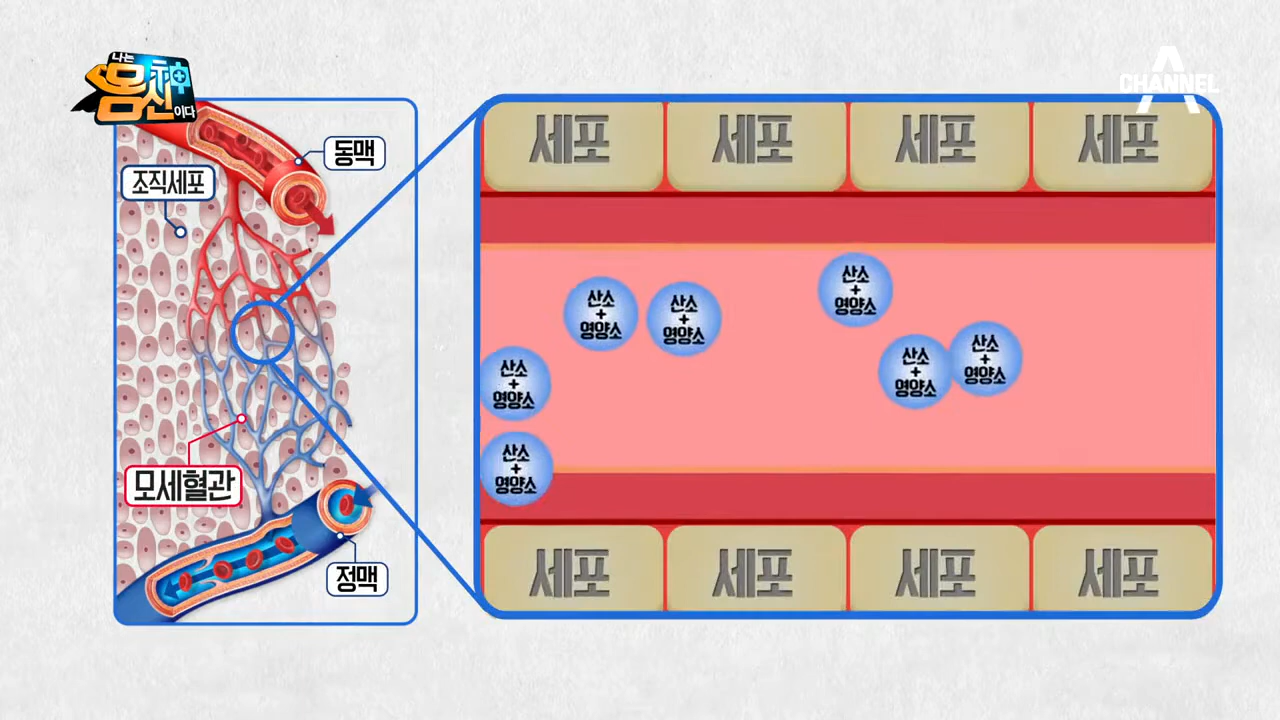 나는
몸神
신이다
CHANNEL A
동맥
조직세포
모세혈관
정맥
세포 세포 세포 세포
산소
+
영양소
산소
+
영양소
산소
+
영양소
산소
+
영양소
산소
+
영양소
산소
+
영양소
산소
+
영양소
세포 세포 세포 세포